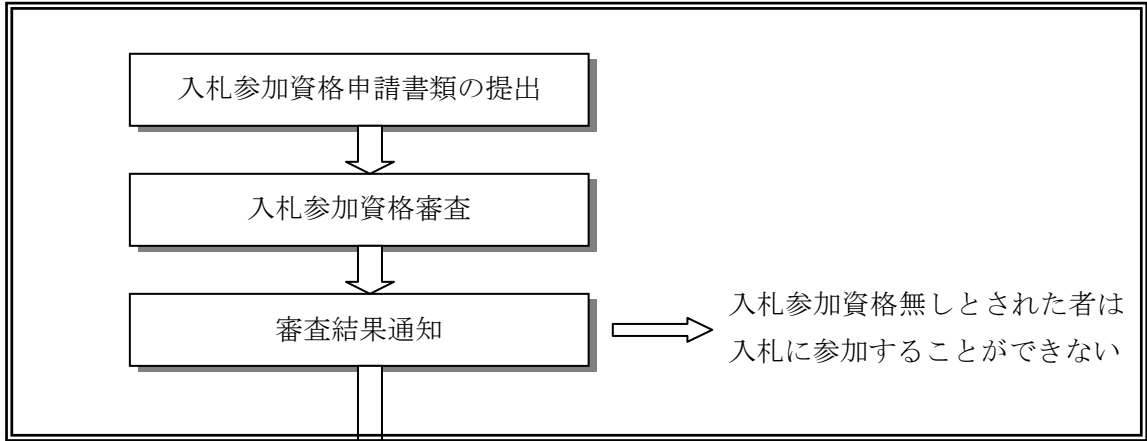 入札参加資格申請書類の提出
入札参加資格審査
審査結果通知
入札参加資格無しとされた者は
入札に参加することができない